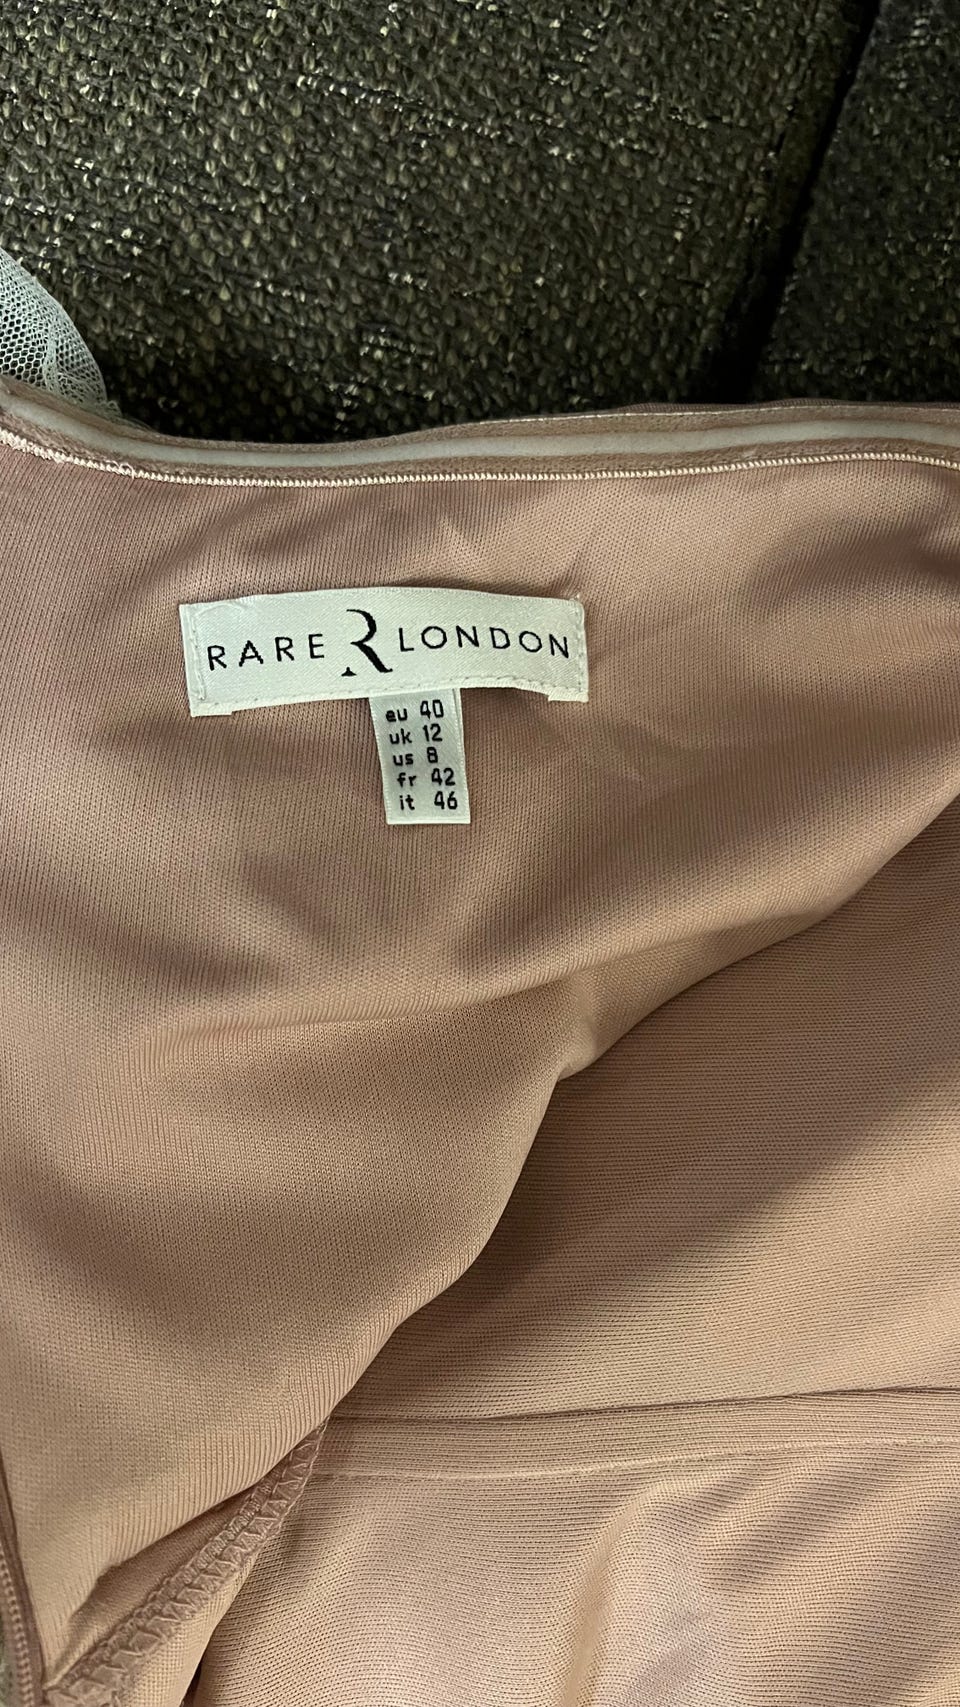 RARE R LONDON
eu 40
uk 12
us 8
fr 42
it 46